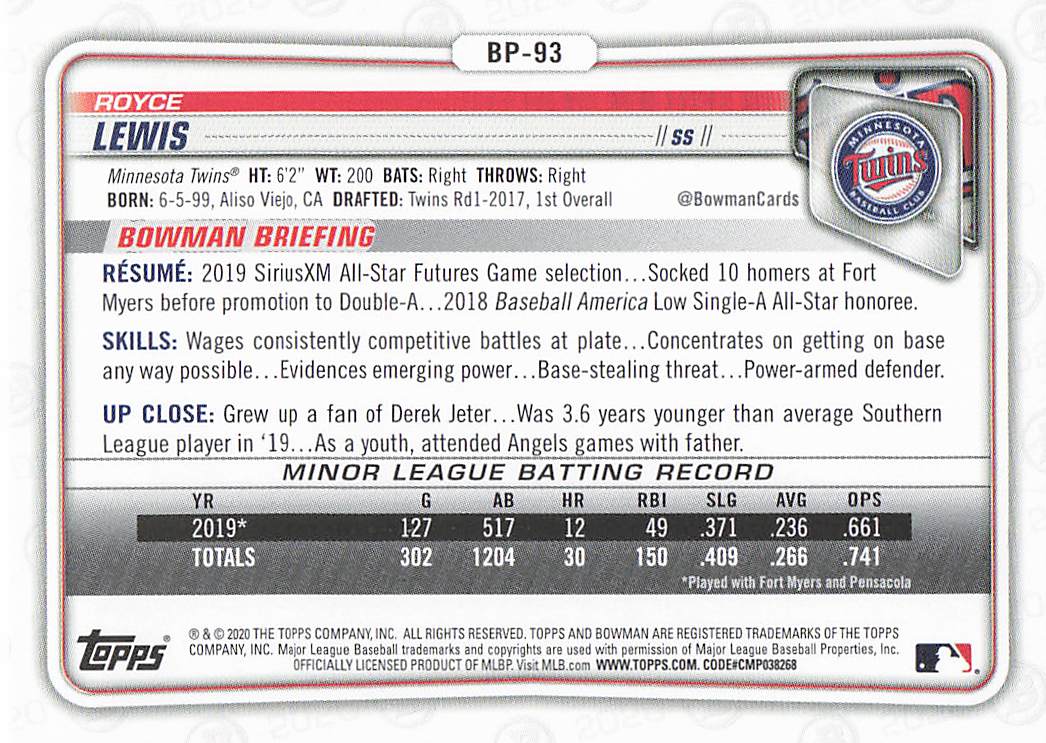 BP-93
ROYCE
LEWIS // SS //
Minnesota Twins® HT: 6'2" WT: 200 BATS: Right THROWS: Right
BORN: 6-5-99, Aliso Viejo, CA DRAFTED: Twins Rd1-2017, 1st Overall @BowmanCards
MINNESOTA
Twins
BASEBALL CLUB
TM
BOWMAN BRIEFING
RÉSUMÉ: 2019 SiriusXM All-Star Futures Game selection...Socked 10 homers at Fort
Myers before promotion to Double-A...2018 Baseball America Low Single-A All-Star honoree.
SKILLS: Wages consistently competitive battles at plate...Concentrates on getting on base
any way possible...Evidences emerging power...Base-stealing threat...Power-armed defender.
UP CLOSE: Grew up a fan of Derek Jeter...Was 3.6 years younger than average Southern
League player in '19...As a youth, attended Angels games with father.
MINOR LEAGUE BATTING RECORD
YR G AB HR RBI SLG AVG OPS
2019* 127 517 12 49 .371 .236 .661
TOTALS 302 1204 30 150 .409 .266 .741
*Played with Fort Myers and Pensacola
Topps®
® & © 2020 THE TOPPS COMPANY, INC. ALL RIGHTS RESERVED. TOPPS AND BOWMAN ARE REGISTERED TRADEMARKS OF THE TOPPS
COMPANY, INC. Major League Baseball trademarks and copyrights are used with permission of Major League Baseball Properties, Inc.
OFFICIALLY LICENSED PRODUCT OF MLBP. Visit MLB.com WWW.TOPPS.COM. CODE#CMP038268